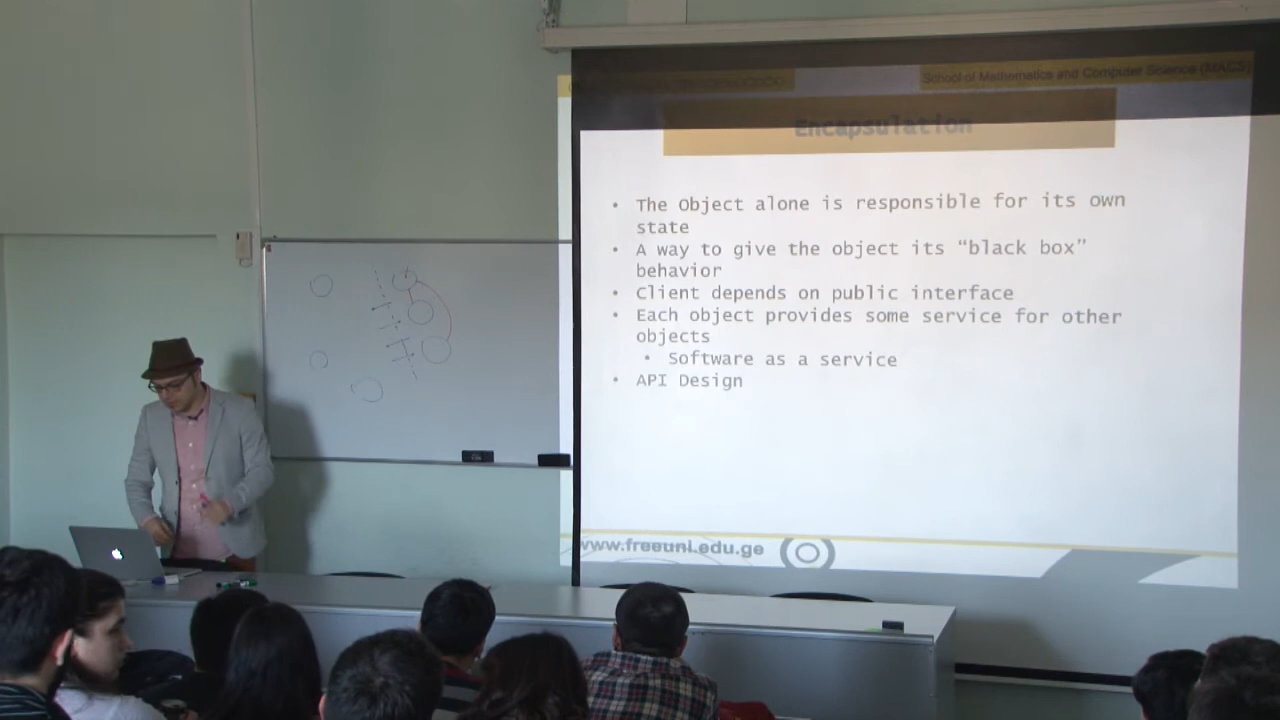 School of Mathematics and Computer Science (MACS)
Encapsulation
• The Object alone is responsible for its own
state
• A way to give the object its “black box”
behavior
• Client depends on public interface
• Each object provides some service for other
objects
• Software as a service
• API Design
www.freeuni.edu.ge